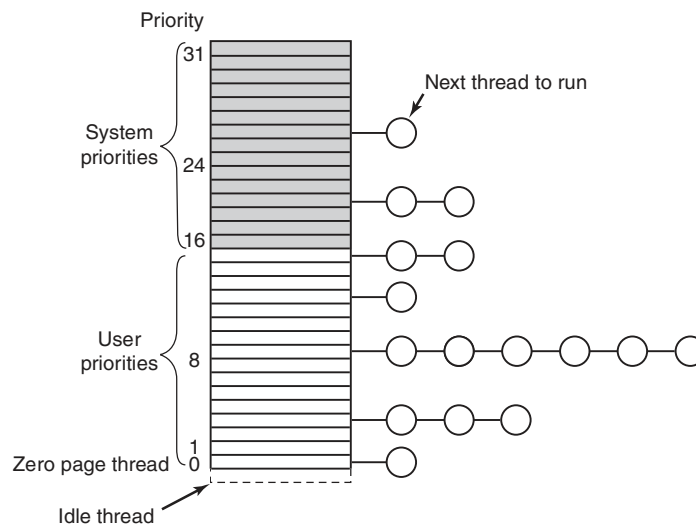 Priority
31
Next thread to run
System
priorities
24
16
User
priorities
8
1
Zero page thread 0
Idle thread